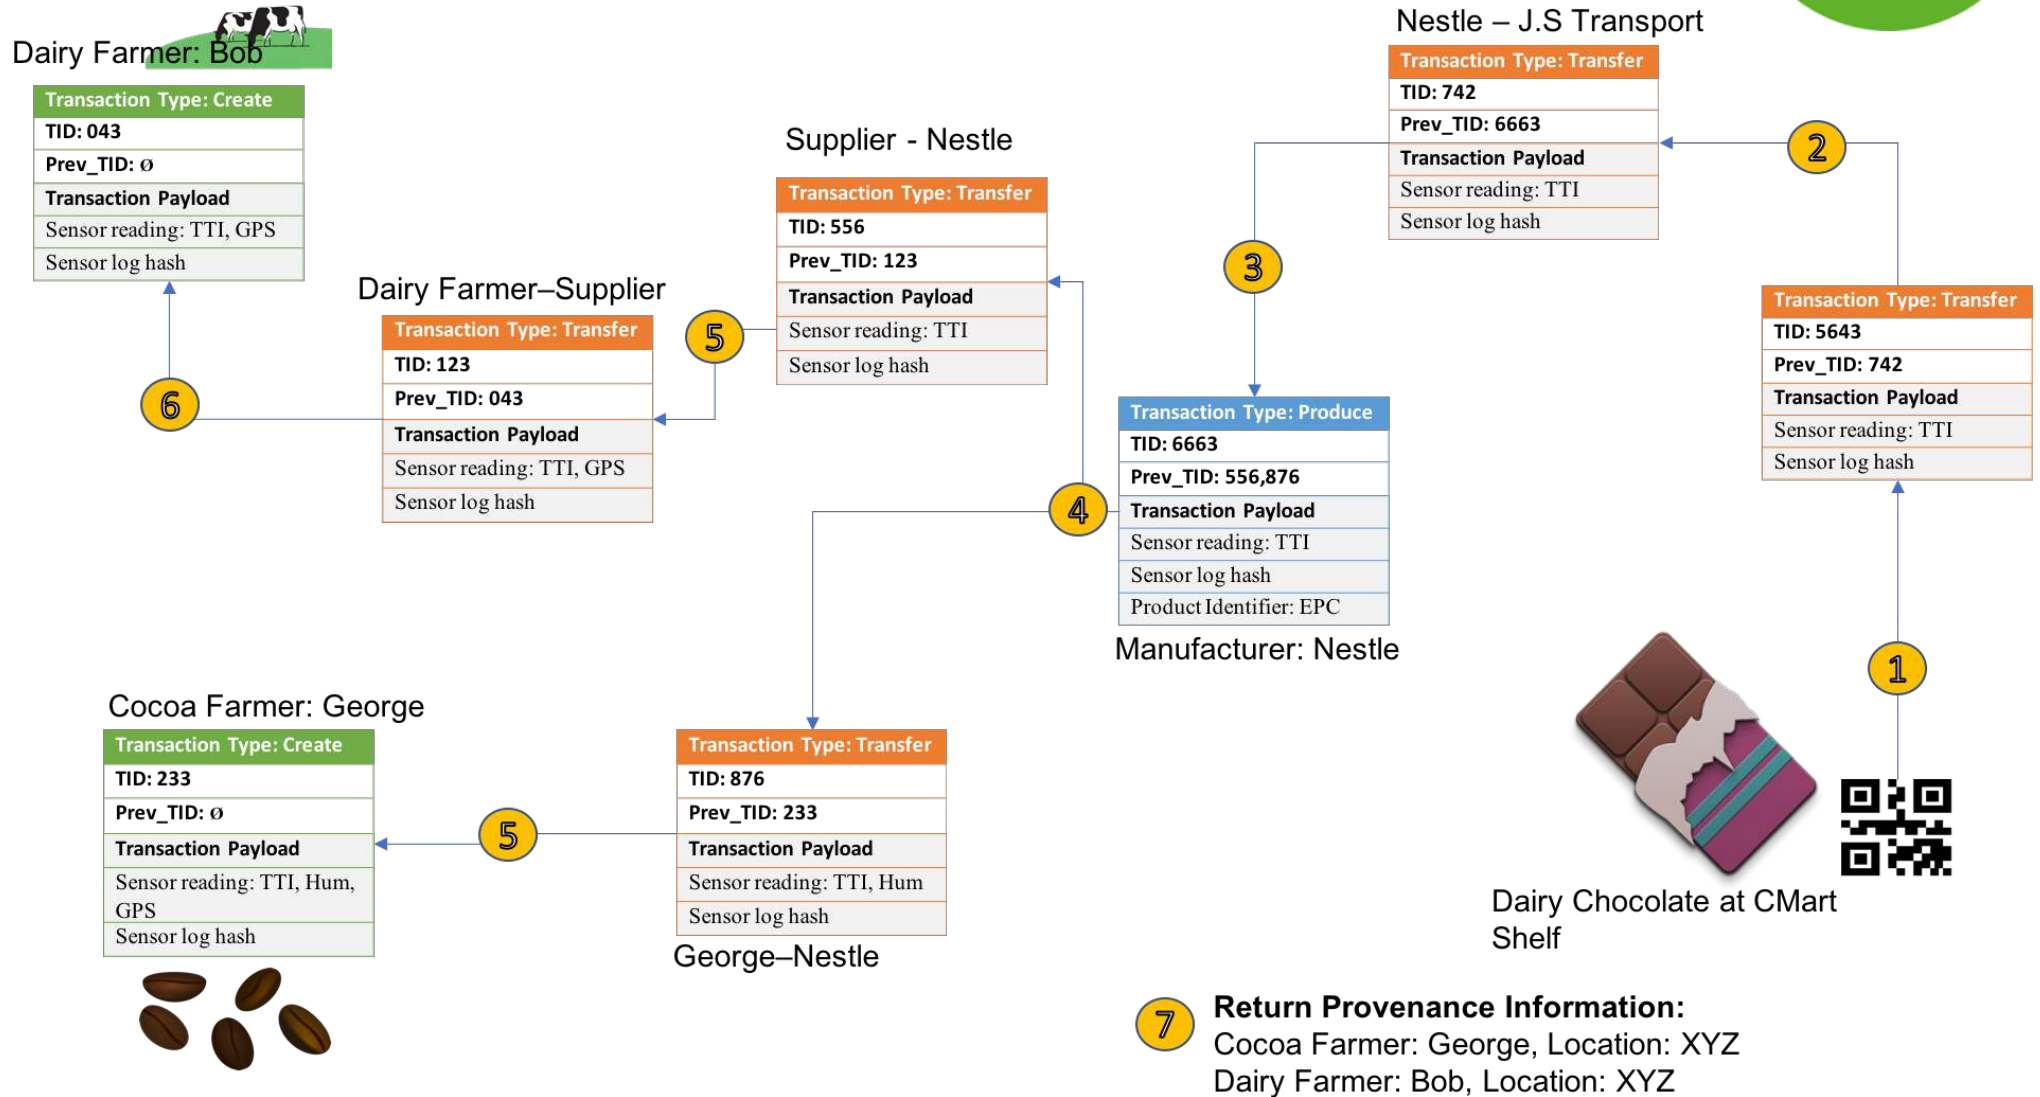 Dairy Farmer: Bob
Transaction Type: Create
TID: 043
Prev_TID: ø
Transaction Payload
Sensor reading: TTI, GPS
Sensor log hash
6
Dairy Farmer–Supplier
Transaction Type: Transfer
TID: 123
Prev_TID: 043
Transaction Payload
Sensor reading: TTI, GPS
Sensor log hash
5
Supplier - Nestle
Transaction Type: Transfer
TID: 556
Prev_TID: 123
Transaction Payload
Sensor reading: TTI
Sensor log hash
Nestle – J.S Transport
Transaction Type: Transfer
TID: 742
Prev_TID: 6663
Transaction Payload
Sensor reading: TTI
Sensor log hash
2
3
Transaction Type: Transfer
TID: 5643
Prev_TID: 742
Transaction Payload
Sensor reading: TTI
Sensor log hash
1
4
Transaction Type: Produce
TID: 6663
Prev_TID: 556,876
Transaction Payload
Sensor reading: TTI
Sensor log hash
Product Identifier: EPC
Manufacturer: Nestle
Cocoa Farmer: George
Transaction Type: Create
TID: 233
Prev_TID: ø
Transaction Payload
Sensor reading: TTI, Hum,
GPS
Sensor log hash
5
Transaction Type: Transfer
TID: 876
Prev_TID: 233
Transaction Payload
Sensor reading: TTI, Hum
Sensor log hash
George–Nestle
Dairy Chocolate at CMart
Shelf
7
Return Provenance Information:
Cocoa Farmer: George, Location: XYZ
Dairy Farmer: Bob, Location: XYZ